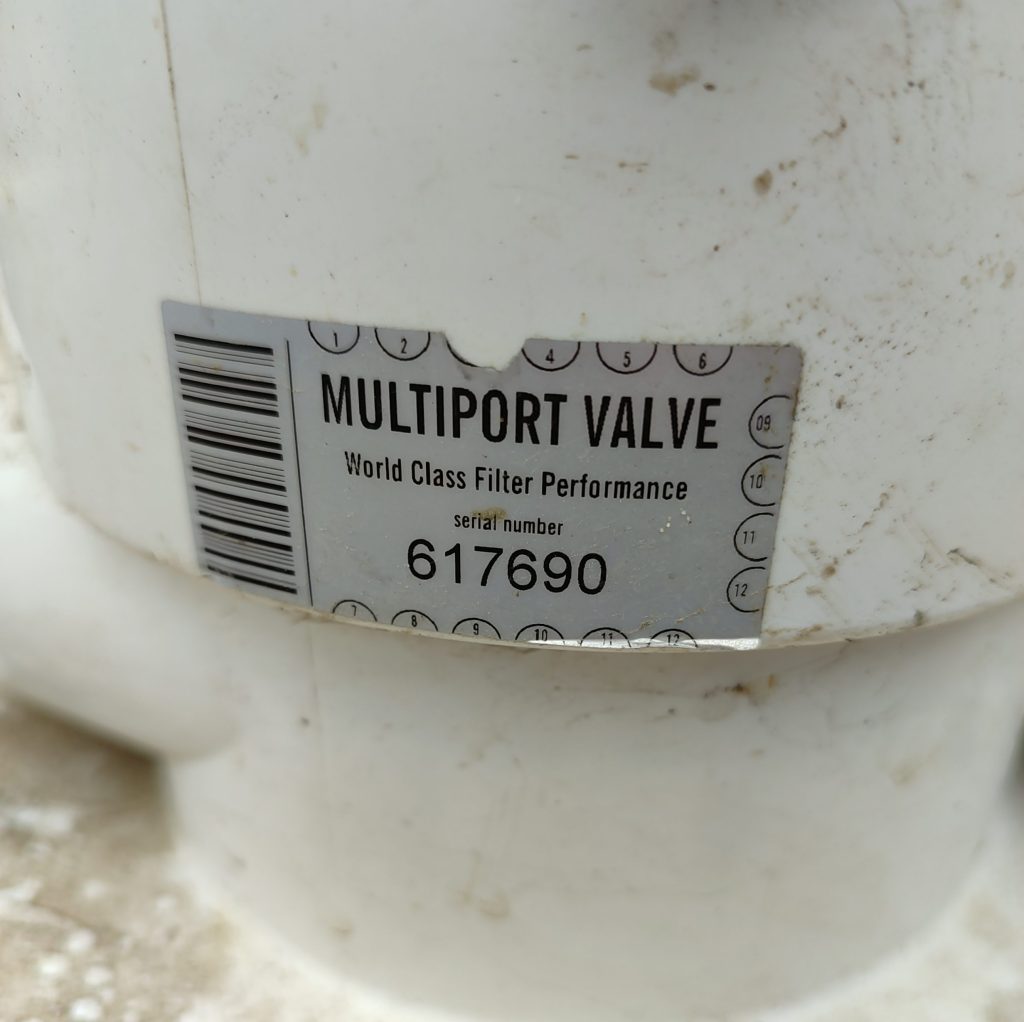 1 2 4 5 6
MULTIPORT VALVE
World Class Filter Performance
serial number
617690
09
10
11
12
7 8 9 10 11 12